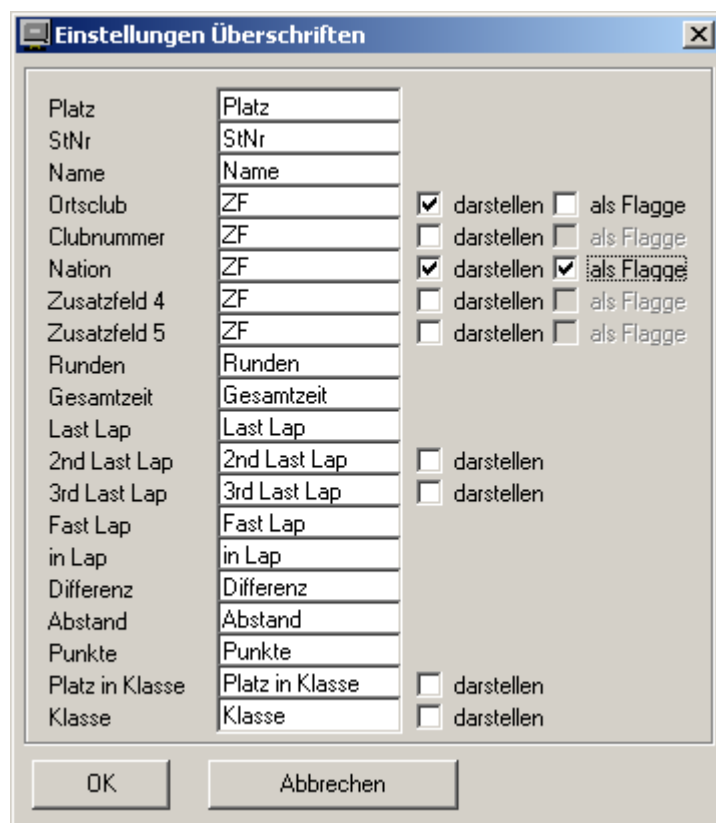 Einstellungen Überschriften
Platz Platz
StNr StNr
Name Name
Ortsclub ZF darstellen als Flagge
Clubnummer ZF darstellen als Flagge
Nation ZF darstellen als Flagge
Zusatzfeld 4 ZF darstellen als Flagge
Zusatzfeld 5 ZF darstellen als Flagge
Runden Runden
Gesamtzeit Gesamtzeit
Last Lap Last Lap
2nd Last Lap 2nd Last Lap darstellen
3rd Last Lap 3rd Last Lap darstellen
Fast Lap Fast Lap
in Lap in Lap
Differenz Differenz
Abstand Abstand
Punkte Punkte
Platz in Klasse Platz in Klasse darstellen
Klasse Klasse darstellen
OK Abbrechen